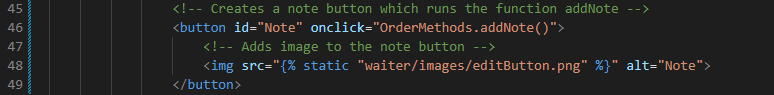 45 <!-- Creates a note button which runs the function addNote -->
46 <button id="Note" onclick="OrderMethods.addNote()">
47 <!-- Adds image to the note button -->
48 <img src="{% static "waiter/images/editButton.png" %}" alt="Note">
49 </button>